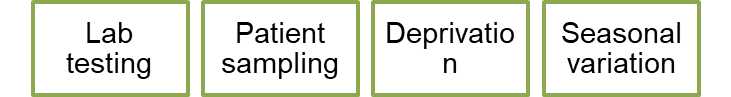 Lab
testing
Patient
sampling
Deprivatio
n
Seasonal
variation